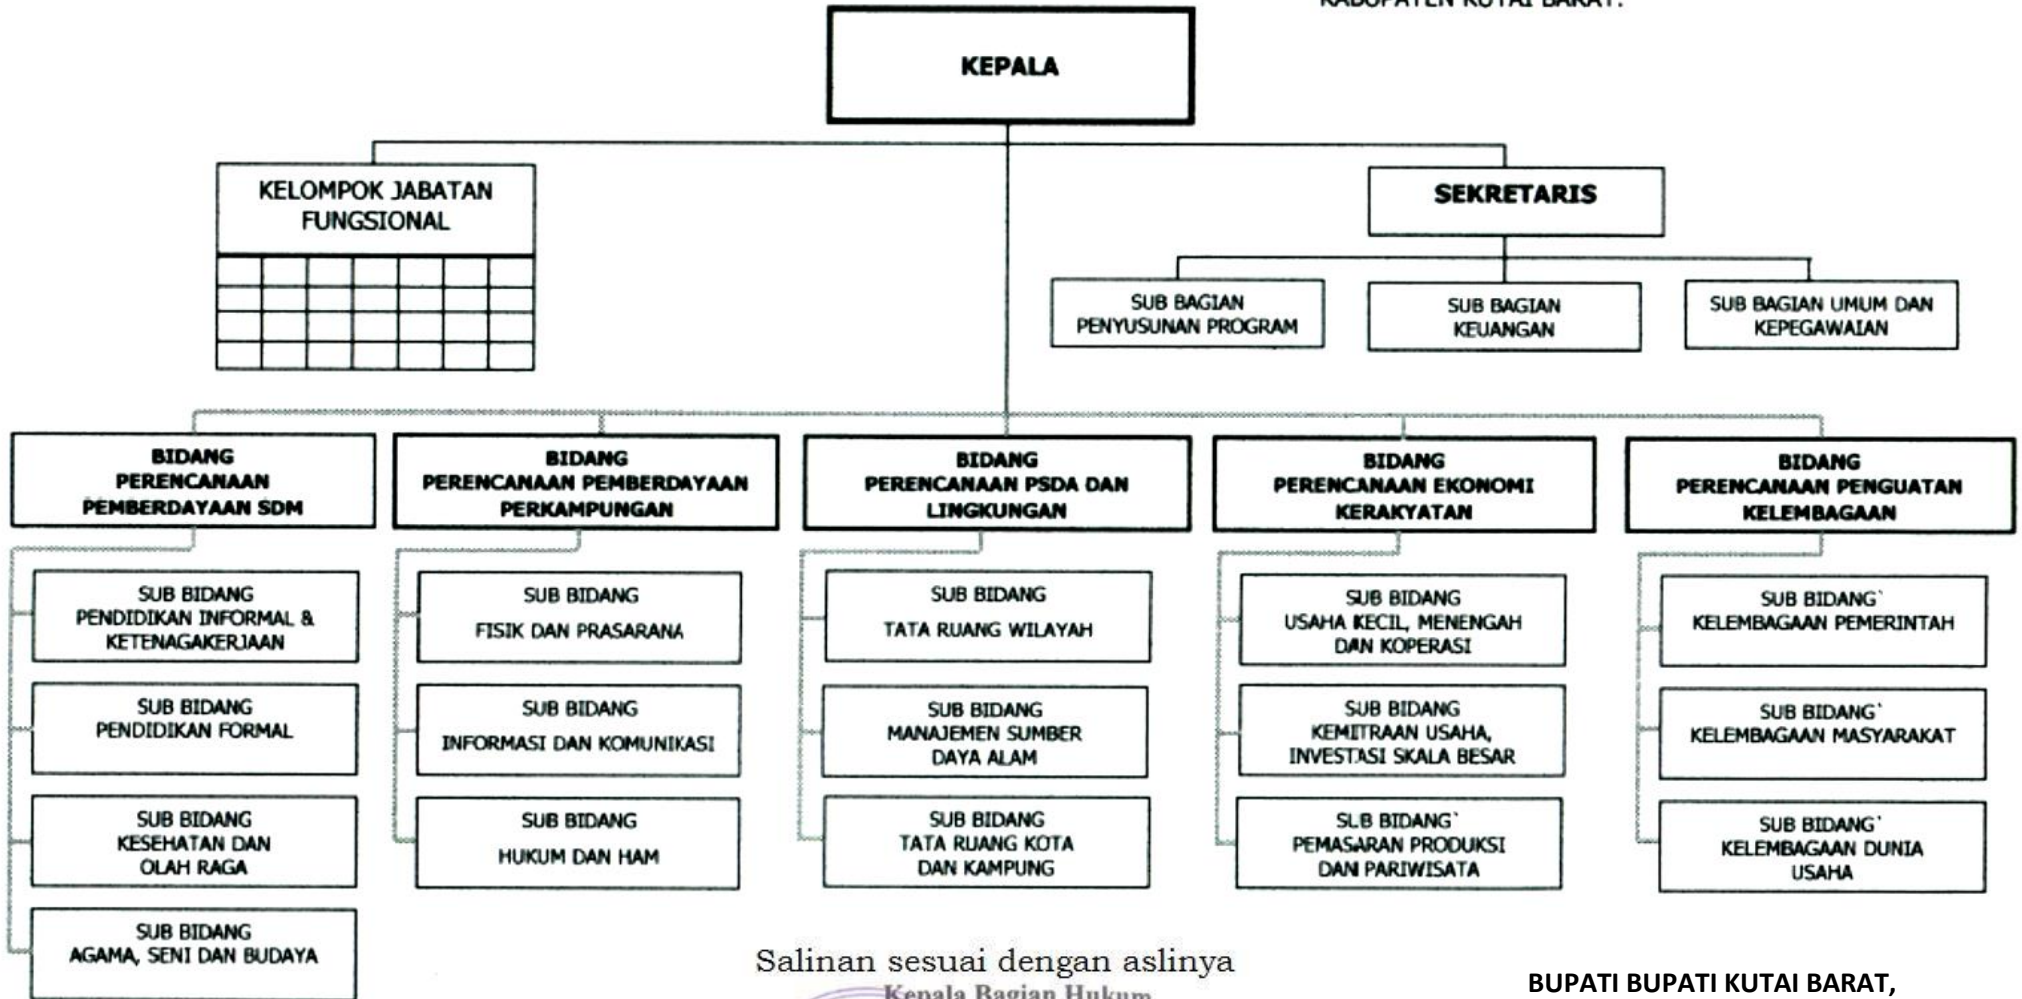 KABUPATEN KUTAI BARAT.
KEPALA
KELOMPOK JABATAN
FUNGSIONAL
SEKRETARIS
SUB BAGIAN
PENYUSUNAN PROGRAM
SUB BAGIAN
KEUANGAN
SUB BAGIAN UMUM DAN
KEPEGAWAIAN
BIDANG
PERENCANAAN
PEMBERDAYAAN SDM
BIDANG
PERENCANAAN PEMBERDAYAAN
PERKAMPUNGAN
BIDANG
PERENCANAAN PSDA DAN
LINGKUNGAN
BIDANG
PERENCANAAN EKONOMI
KERAKYATAN
BIDANG
PERENCANAAN PENGUATAN
KELEMBAGAAN
SUB BIDANG
PENDIDIKAN INFORMAL &
KETENAGAKERJAAN
SUB BIDANG
PENDIDIKAN FORMAL
SUB BIDANG
KESEHATAN DAN
OLAH RAGA
SUB BIDANG
AGAMA, SENI DAN BUDAYA
SUB BIDANG
FISIK DAN PRASARANA
SUB BIDANG
INFORMASI DAN KOMUNIKASI
SUB BIDANG
HUKUM DAN HAM
SUB BIDANG
TATA RUANG WILAYAH
SUB BIDANG
MANAJEMEN SUMBER
DAYA ALAM
SUB BIDANG
TATA RUANG KOTA
DAN KAMPUNG
SUB BIDANG
USAHA KECIL, MENENGAH
DAN KOPERASI
SUB BIDANG
KEMITRAAN USAHA,
INVESTASI SKALA BESAR
SUB BIDANG`
PEMASARAN PRODUKSI
DAN PARIWISATA
SUB BIDANG`
KELEMBAGAAN PEMERINTAH
SUB BIDANG`
KELEMBAGAAN MASYARAKAT
SUB BIDANG`
KELEMBAGAAN DUNIA
USAHA
Salinan sesuai dengan aslinya
Kepala Bagian Hukum
BUPATI BUPATI KUTAI BARAT,